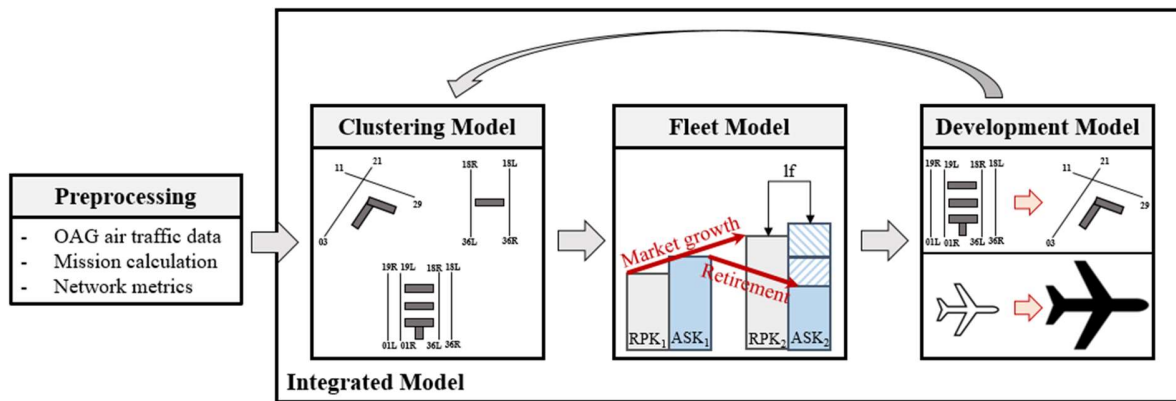 Preprocessing
- OAG air traffic data
- Mission calculation
- Network metrics
Integrated Model
Clustering Model
11
21
29
03
18R
18L
36L
36R
19R
19L
18R
18L
01L
01R
36L
36R
Fleet Model
lf
Market growth
Retirement
RPK₁
ASK₁
RPK₂
ASK₂
Development Model
19R
19L
18R
18L
01L
01R
36L
36R
11
21
29
03